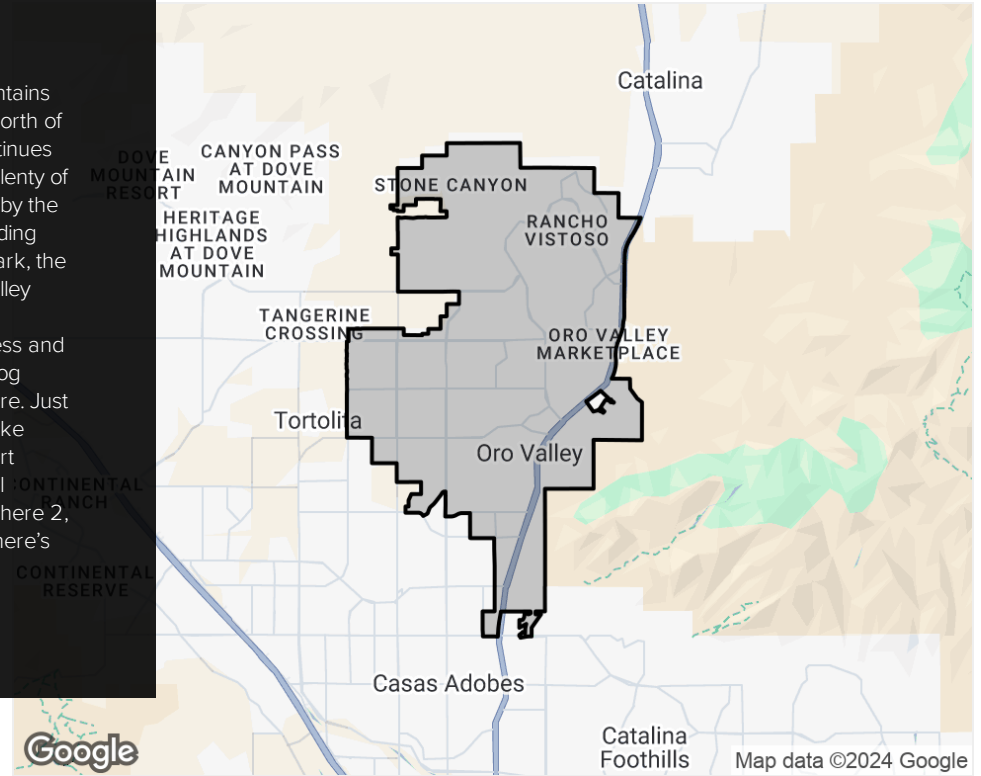 ntains
orth of
tinues
lenty of
by the
ding
ark, the
lley
ess and
og
re. Just
ke
rt
l
here 2,
here's
Catalina
DOVE
MOUNTAIN
RESORT
CANYON PASS
AT DOVE
MOUNTAIN
STONE CANYON
HERITAGE
HIGHLANDS
AT DOVE
MOUNTAIN
RANCHO
VISTOSO
TANGERINE
CROSSING
ORO VALLEY
MARKETPLACE
Tortolita
Oro Valley
CONTINENTAL
RANCH
CONTINENTAL
RESERVE
Casas Adobes
Catalina
Foothills
Google
Map data ©2024 Google